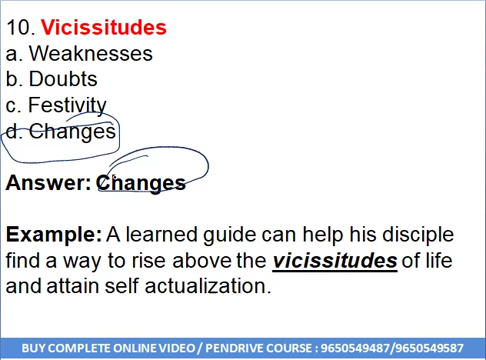 10. Vicissitudes
a. Weaknesses
b. Doubts
c. Festivity
d. Changes
Answer: Changes
Example: A learned guide can help his disciple
find a way to rise above the vicissitudes of life
and attain self actualization.
BUY COMPLETE ONLINE VIDEO/ PENDRIVE COURSE : 9650549487/9650549587